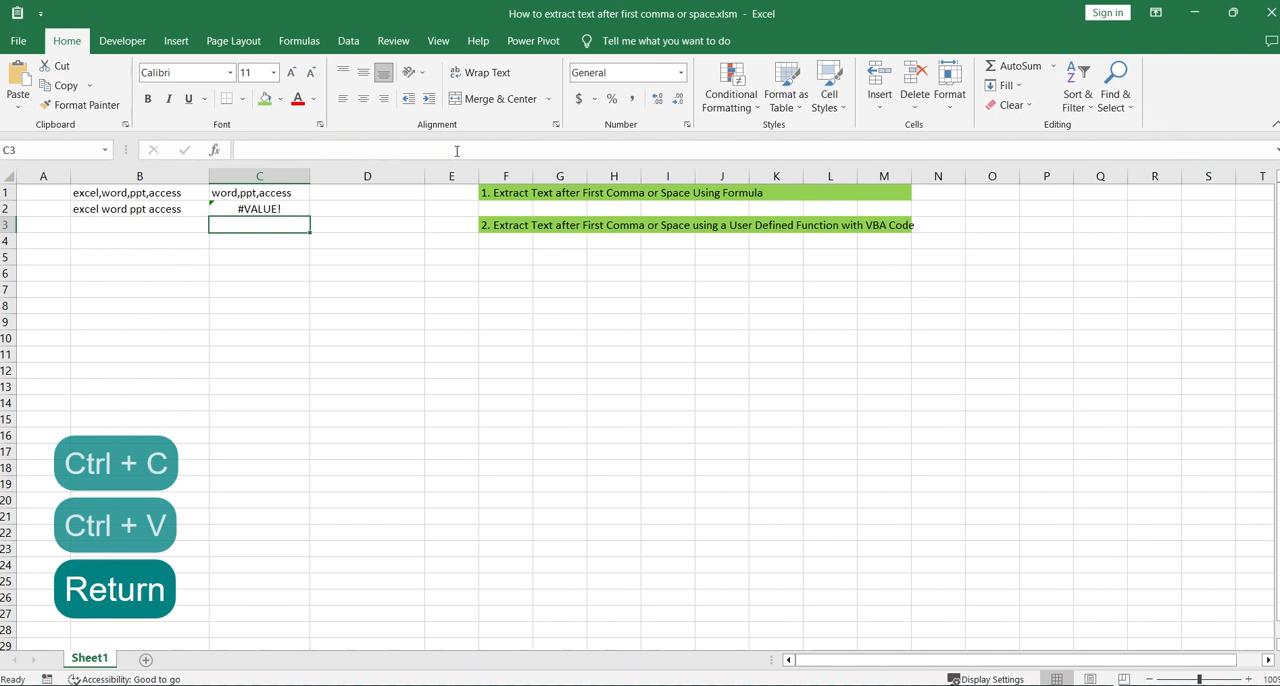 How to extract text after first comma or space.xlsm - Excel
Sign in
File Home Developer Insert Page Layout Formulas Data Review View Help Power Pivot Tell me what you want to do
Paste
Cut
Copy
Format Painter
Clipboard
Calibri 11 A A
B I U A
Font
Wrap Text
Merge & Center
Alignment
General
$ % ,
Number
Conditional Formatting
Format as Table
Cell Styles
Styles
Insert Delete Format
Cells
AutoSum
Fill
Clear
Sort & Filter
Find & Select
Editing
C3 fx
A B C D E F G H I J K L M N O P Q R S T
1 excel,word,ppt,access word,ppt,access 1. Extract Text after First Comma or Space Using Formula
2 excel word ppt access #VALUE!
3 2. Extract Text after First Comma or Space using a User Defined Function with VBA Code
4
5
6
7
8
9
10
11
12
13
14
15
16
17
18
19
20
21
22
23
24
25
26
27
28
29
Ctrl + C
Ctrl + V
Return
Sheet1
Ready Accessibility: Good to go Display Settings 100%